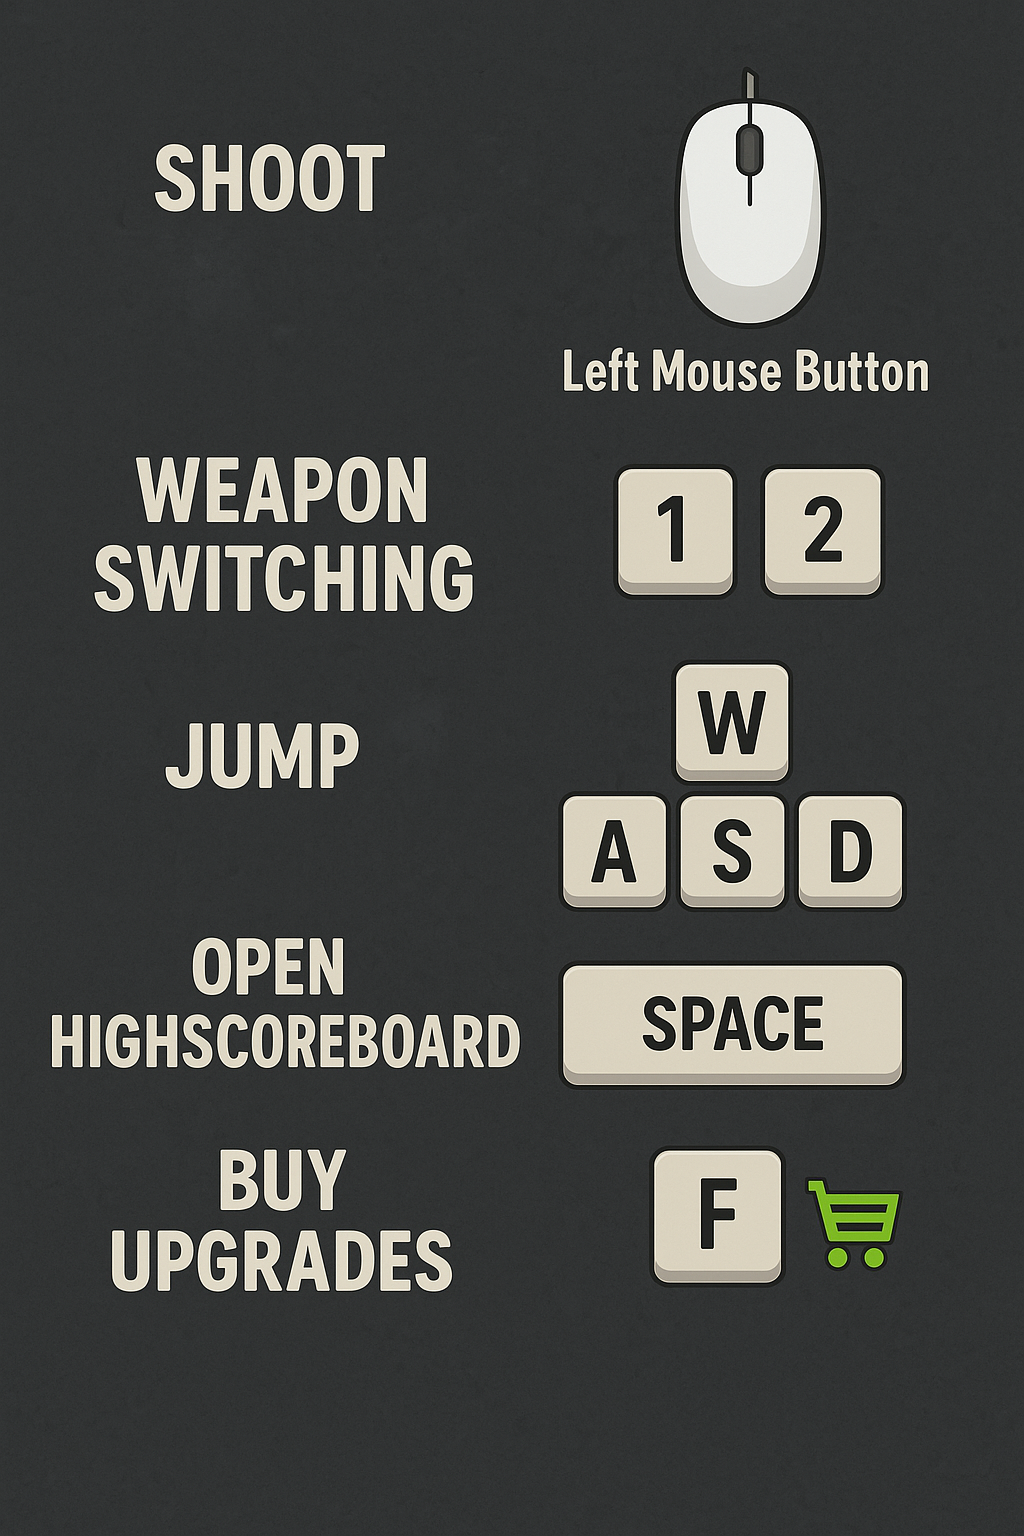 SHOOT
Left Mouse Button
WEAPON
SWITCHING
1 2
JUMP
W
A S D
OPEN
HIGHSCOREBOARD
SPACE
BUY
UPGRADES
F